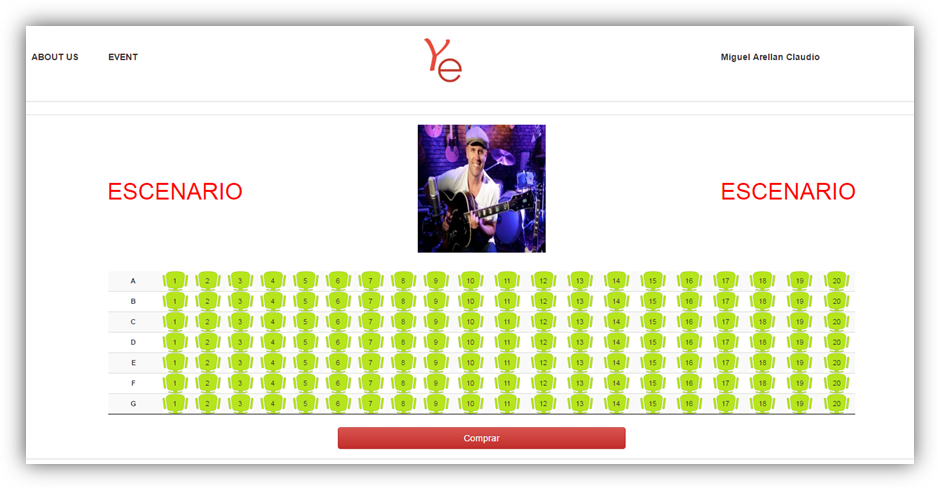 ABOUT US EVENT Ye Miguel Arellan Claudio
ESCENARIO ESCENARIO
A 1 2 3 4 5 6 7 8 9 10 11 12 13 14 15 16 17 18 19 20
B 1 2 3 4 5 6 7 8 9 10 11 12 13 14 15 16 17 18 19 20
C 1 2 3 4 5 6 7 8 9 10 11 12 13 14 15 16 17 18 19 20
D 1 2 3 4 5 6 7 8 9 10 11 12 13 14 15 16 17 18 19 20
E 1 2 3 4 5 6 7 8 9 10 11 12 13 14 15 16 17 18 19 20
F 1 2 3 4 5 6 7 8 9 10 11 12 13 14 15 16 17 18 19 20
G 1 2 3 4 5 6 7 8 9 10 11 12 13 14 15 16 17 18 19 20
Comprar